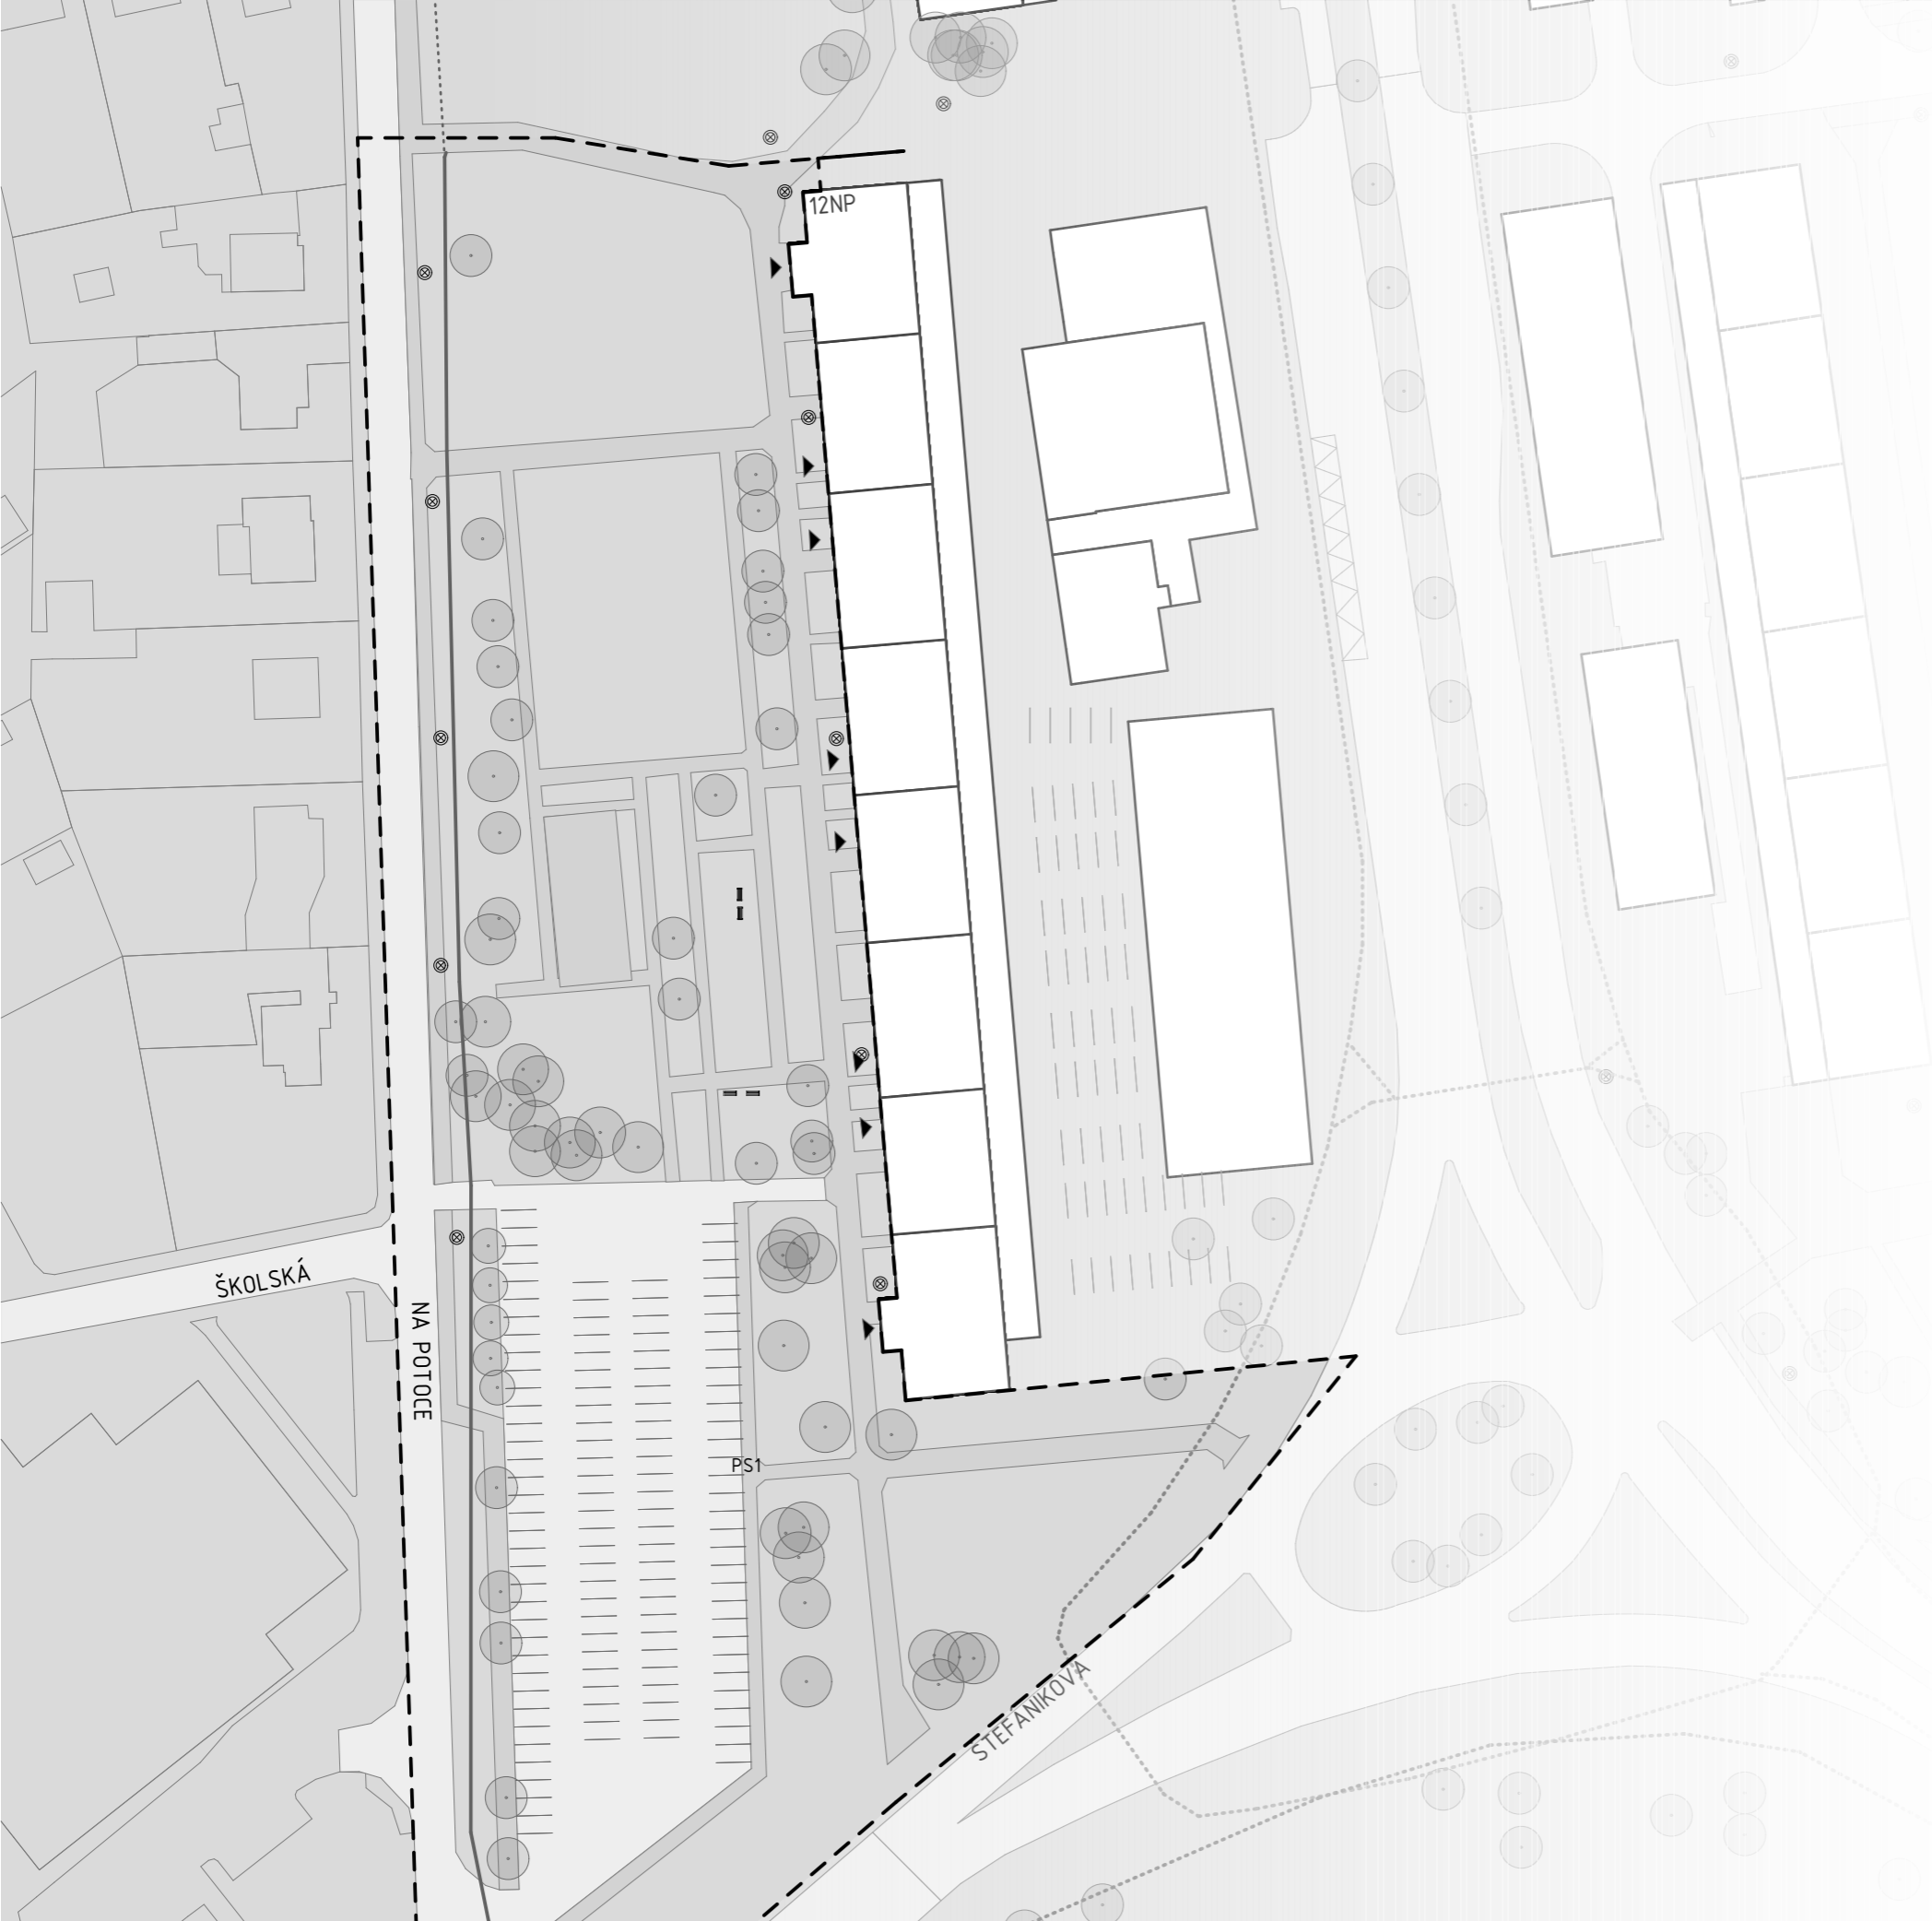 12NP
ŠKOLSKÁ
NA POTOCE
PS1
ŠTEFÁNIKOVA